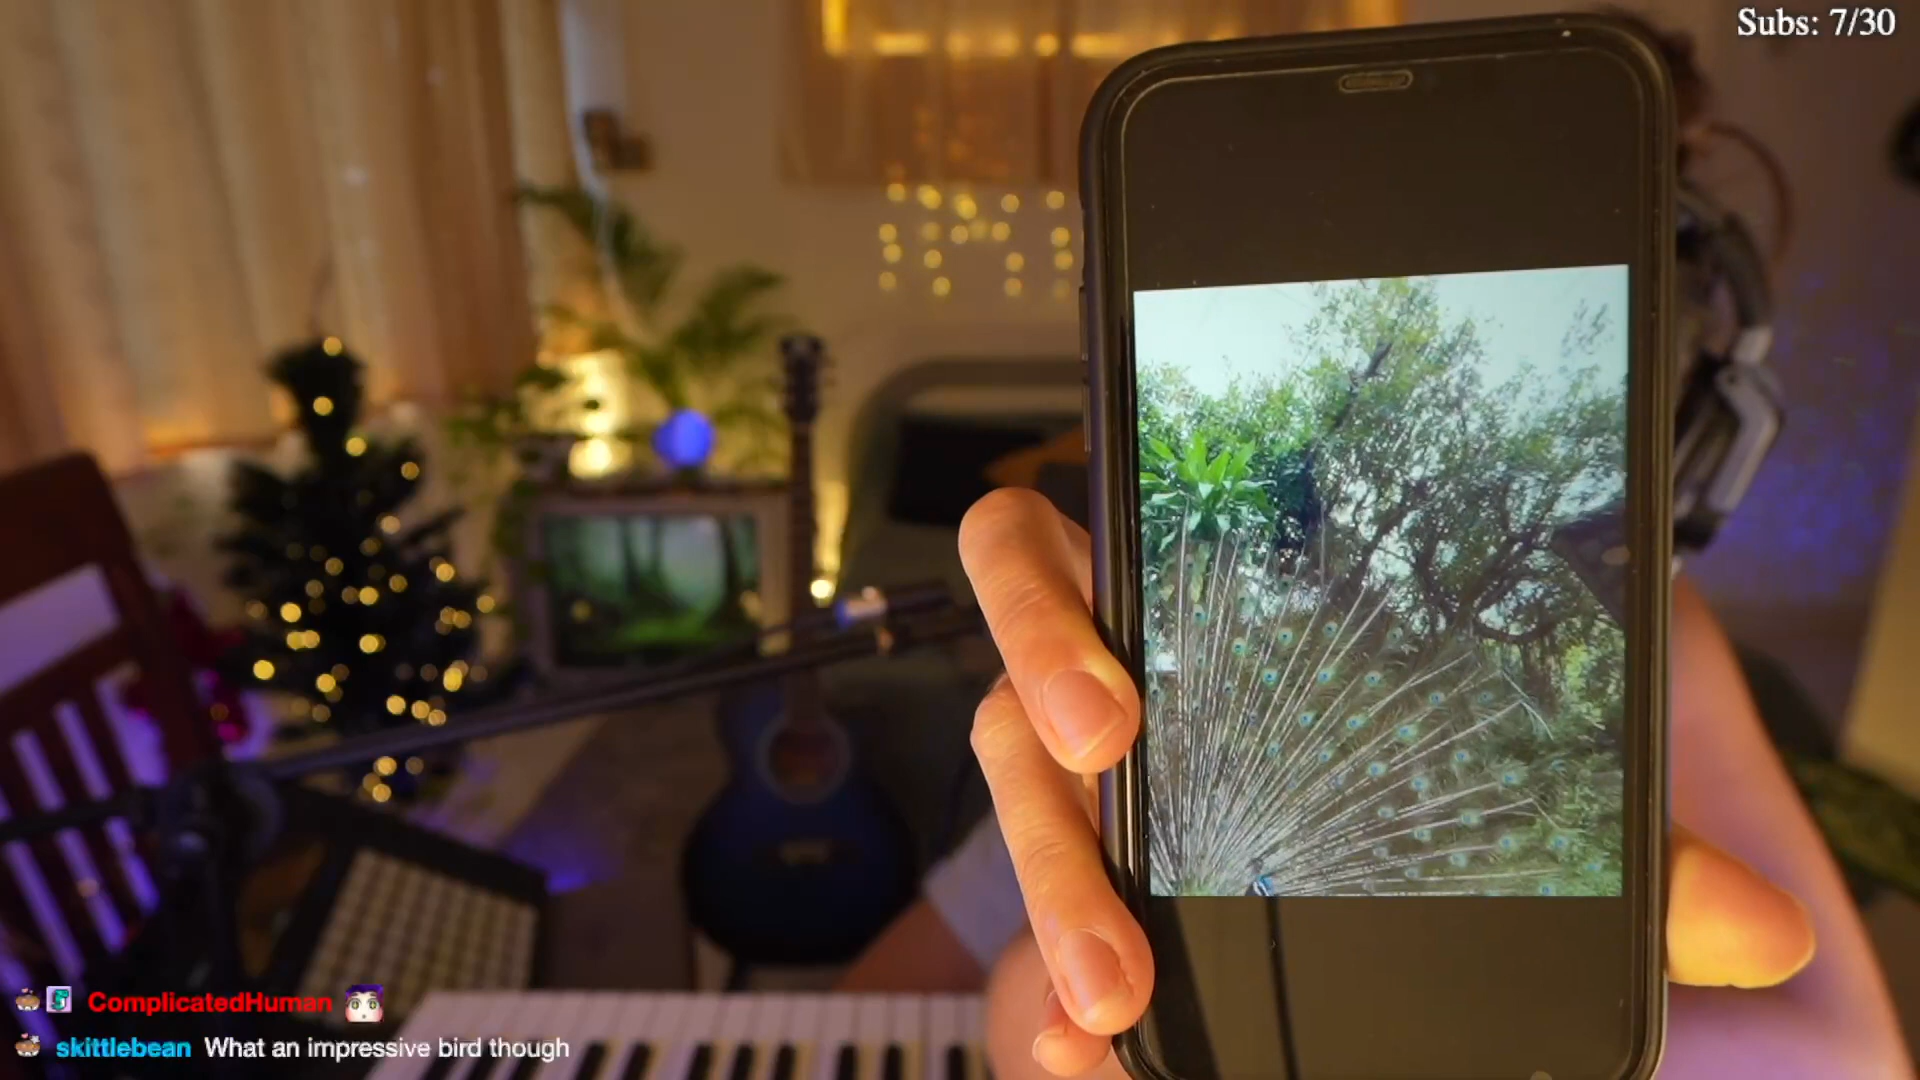 Subs: 7/30
ComplicatedHuman
skittlebean What an impressive bird though